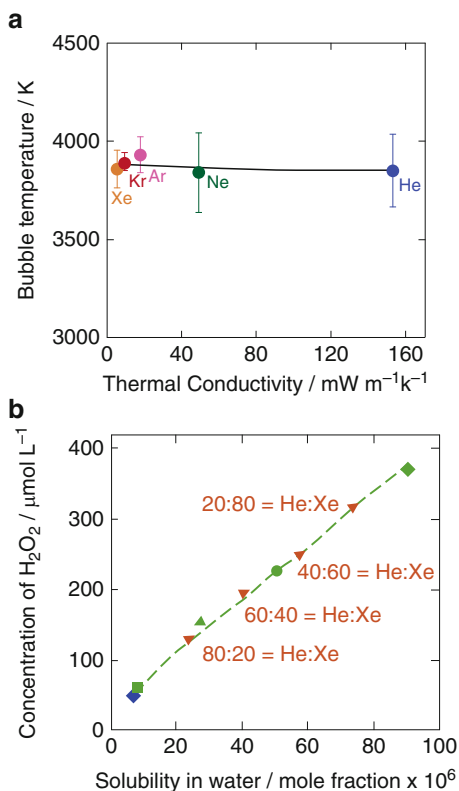 a
Bubble temperature / K
4500
4000
3500
3000
Xe
Kr
Ar
Ne
He
0
40
80
120
160
Thermal Conductivity / mW m⁻¹k⁻¹
b
Concentration of H₂O₂ / μmol L⁻¹
400
300
200
100
0
20:80 = He:Xe
40:60 = He:Xe
60:40 = He:Xe
80:20 = He:Xe
0
20
40
60
80
100
Solubility in water / mole fraction x 10⁶